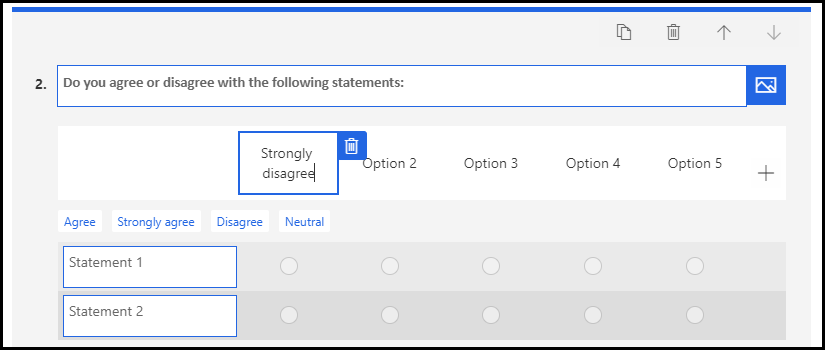 2. Do you agree or disagree with the following statements:
Strongly
disagree
Option 2 Option 3 Option 4 Option 5
Agree Strongly agree Disagree Neutral
Statement 1
Statement 2